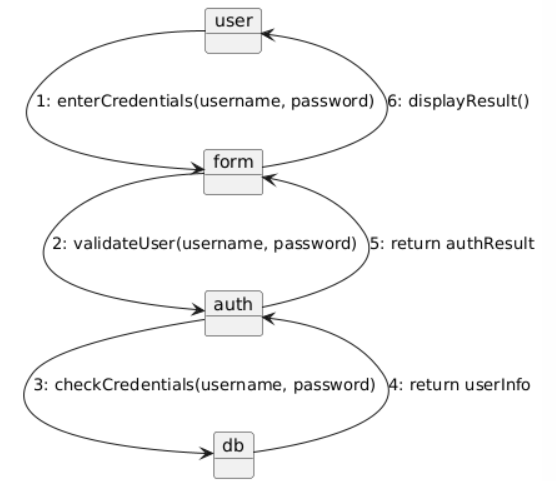 user
1: enterCredentials(username, password)
6: displayResult()
form
2: validateUser(username, password)
5: return authResult
auth
3: checkCredentials(username, password)
4: return userInfo
db